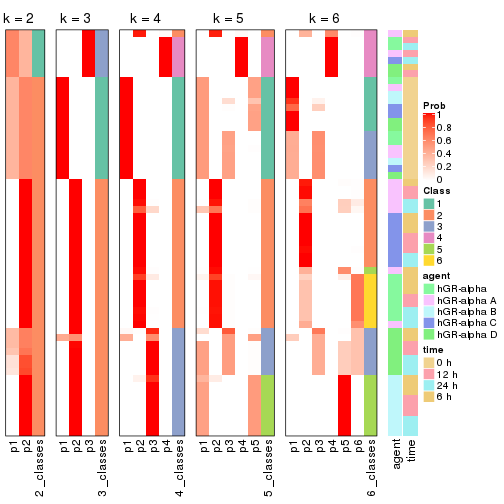 k = 2 k = 3 k = 4 k = 5 k = 6
Prob
1
0.8
0.6
0.4
0.2
0
Class
1
2
3
4
5
6
agent
hGR-alpha
hGR-alpha A
hGR-alpha B
hGR-alpha C
hGR-alpha D
time
0 h
12 h
24 h
6 h
p1 p2 2_classes p1 p2 p3 3_classes p1 p2 p3 p4 4_classes p1 p2 p3 p4 p5 5_classes p1 p2 p3 p4 p5 p6 6_classes agent time